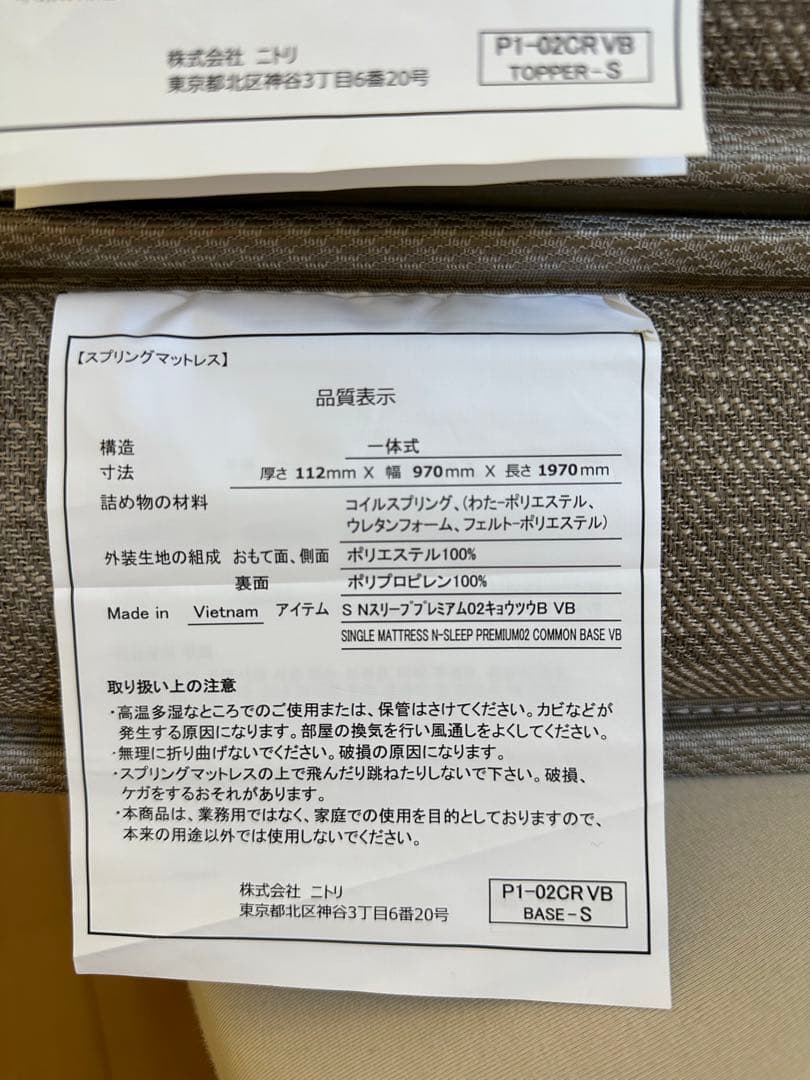 株式会社 ニトリ
東京都北区神谷3丁目6番20号
P1-02CR VB
TOPPER-S
【スプリングマットレス】
品質表示
構造 一体式
寸法 厚さ 112mm X 幅 970mm X 長さ 1970mm
詰め物の材料 コイルスプリング、(わた-ポリエステル、
ウレタンフォーム、フェルト-ポリエステル)
外装生地の組成 おもて面、側面 ポリエステル100%
裏面 ポリプロピレン100%
Made in Vietnam アイテム S Nスリーププレミアム02キョウツウB VB
SINGLE MATTRESS N-SLEEP PREMIUM02 COMMON BASE VB
取り扱い上の注意
・高温多湿なところでのご使用または、保管はさけてください。カビなどが
発生する原因になります。部屋の換気を行い風通しをよくしてください。
・無理に折り曲げないでください。破損の原因になります。
・スプリングマットレスの上で飛んだり跳ねたりしないで下さい。破損、
ケガをするおそれがあります。
・本商品は、業務用ではなく、家庭での使用を目的としておりますので、
本来の用途以外では使用しないでください。
株式会社 ニトリ
東京都北区神谷3丁目6番20号
P1-02CR VB
BASE-S